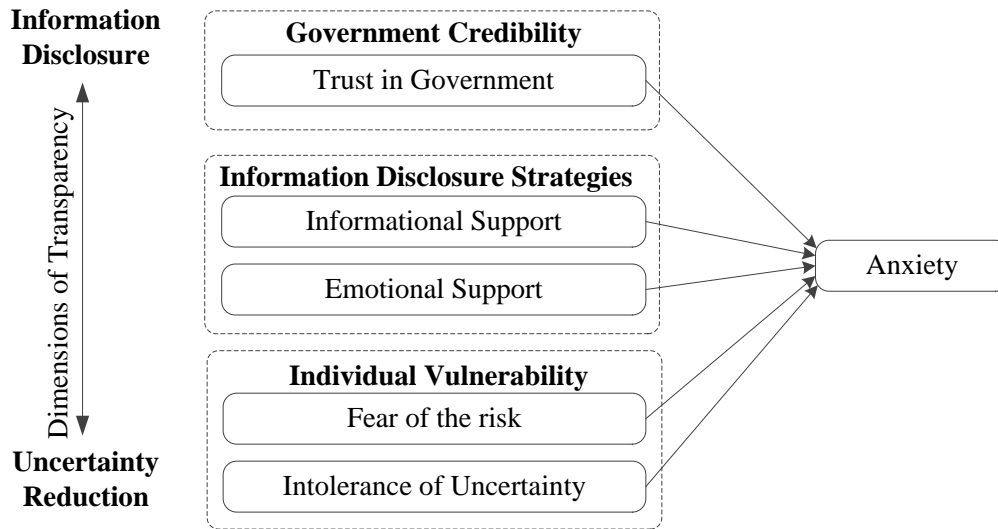 Information
Disclosure
Dimensions of Transparency
Uncertainty
Reduction
Government Credibility
Trust in Government
Information Disclosure Strategies
Informational Support
Emotional Support
Individual Vulnerability
Fear of the risk
Intolerance of Uncertainty
Anxiety